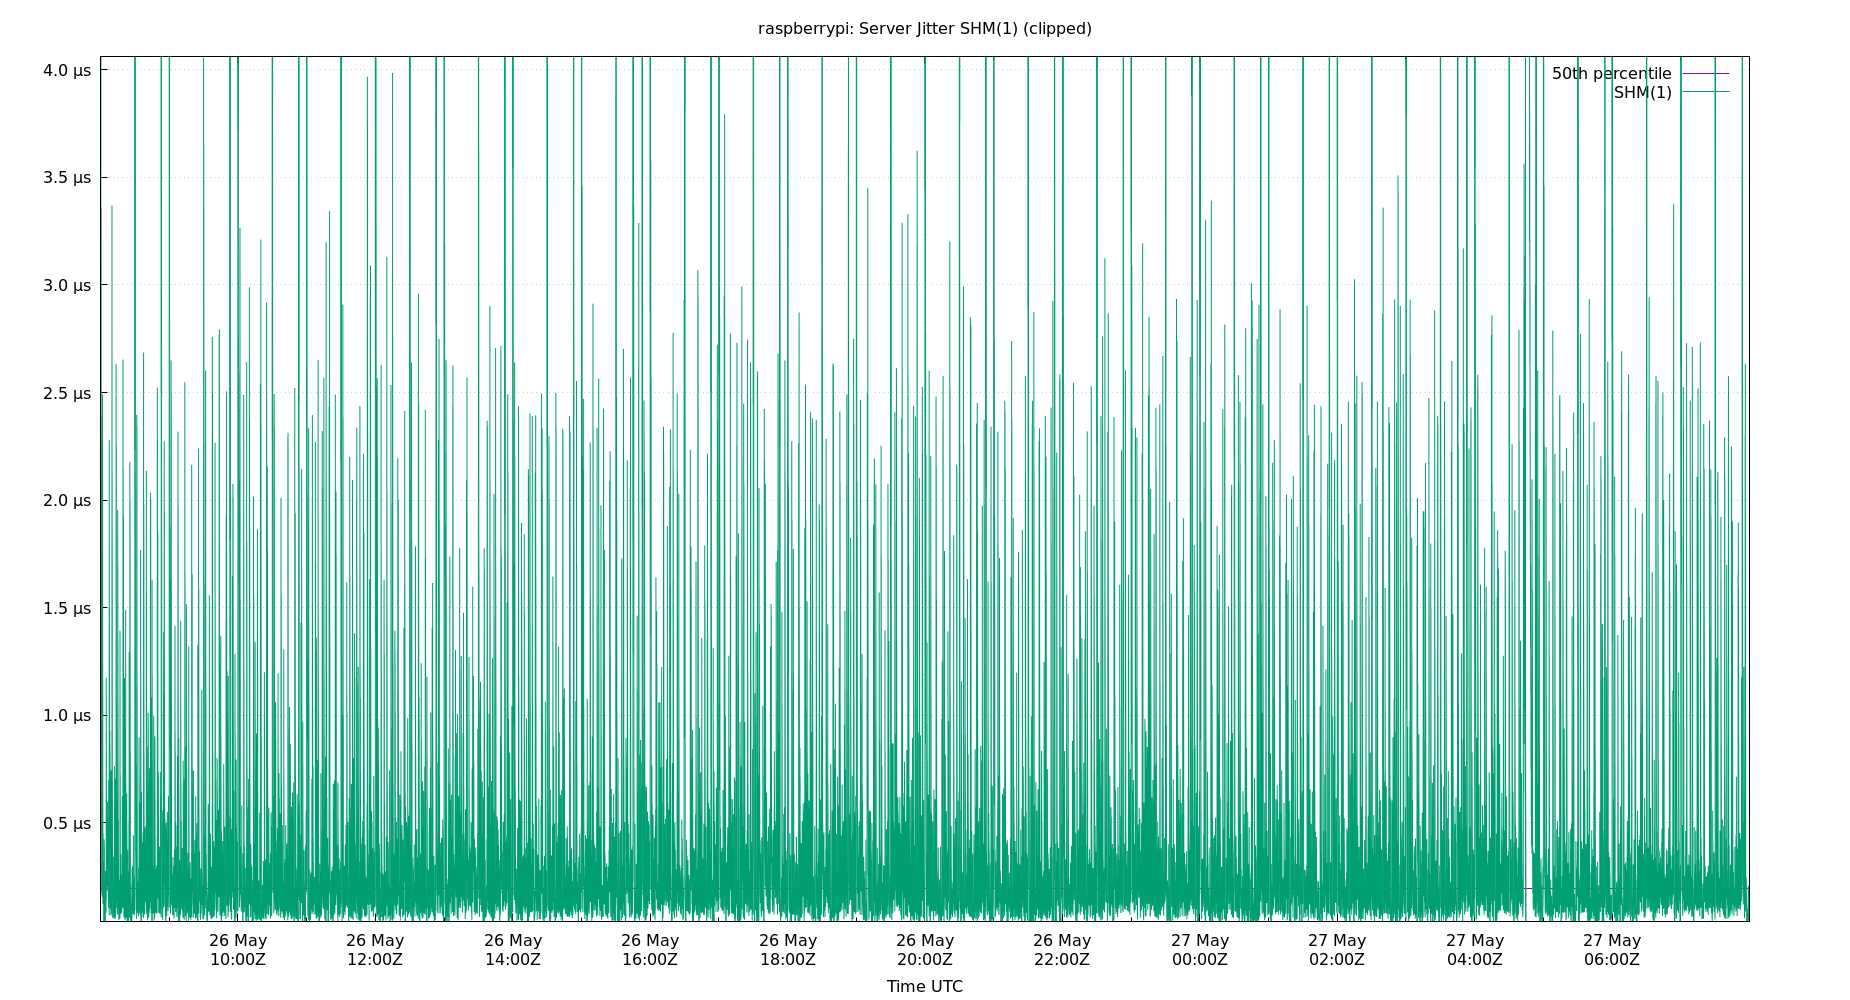 raspberrypi: Server Jitter SHM(1) (clipped)
4.0 µs
3.5 µs
3.0 µs
2.5 µs
2.0 µs
1.5 µs
1.0 µs
0.5 µs
50th percentile
SHM(1)
26 May 26 May 26 May 26 May 26 May 26 May 26 May 27 May 27 May 27 May 27 May
10:00Z 12:00Z 14:00Z 16:00Z 18:00Z 20:00Z 22:00Z 00:00Z 02:00Z 04:00Z 06:00Z
Time UTC